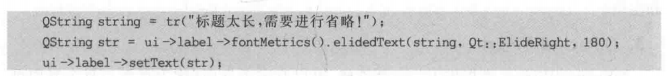 QString string = tr("标题太长,需要进行省略!");
QString str = ui->label->fontMetrics().elidedText(string, Qt::ElideRight, 180);
ui->label->setText(str);